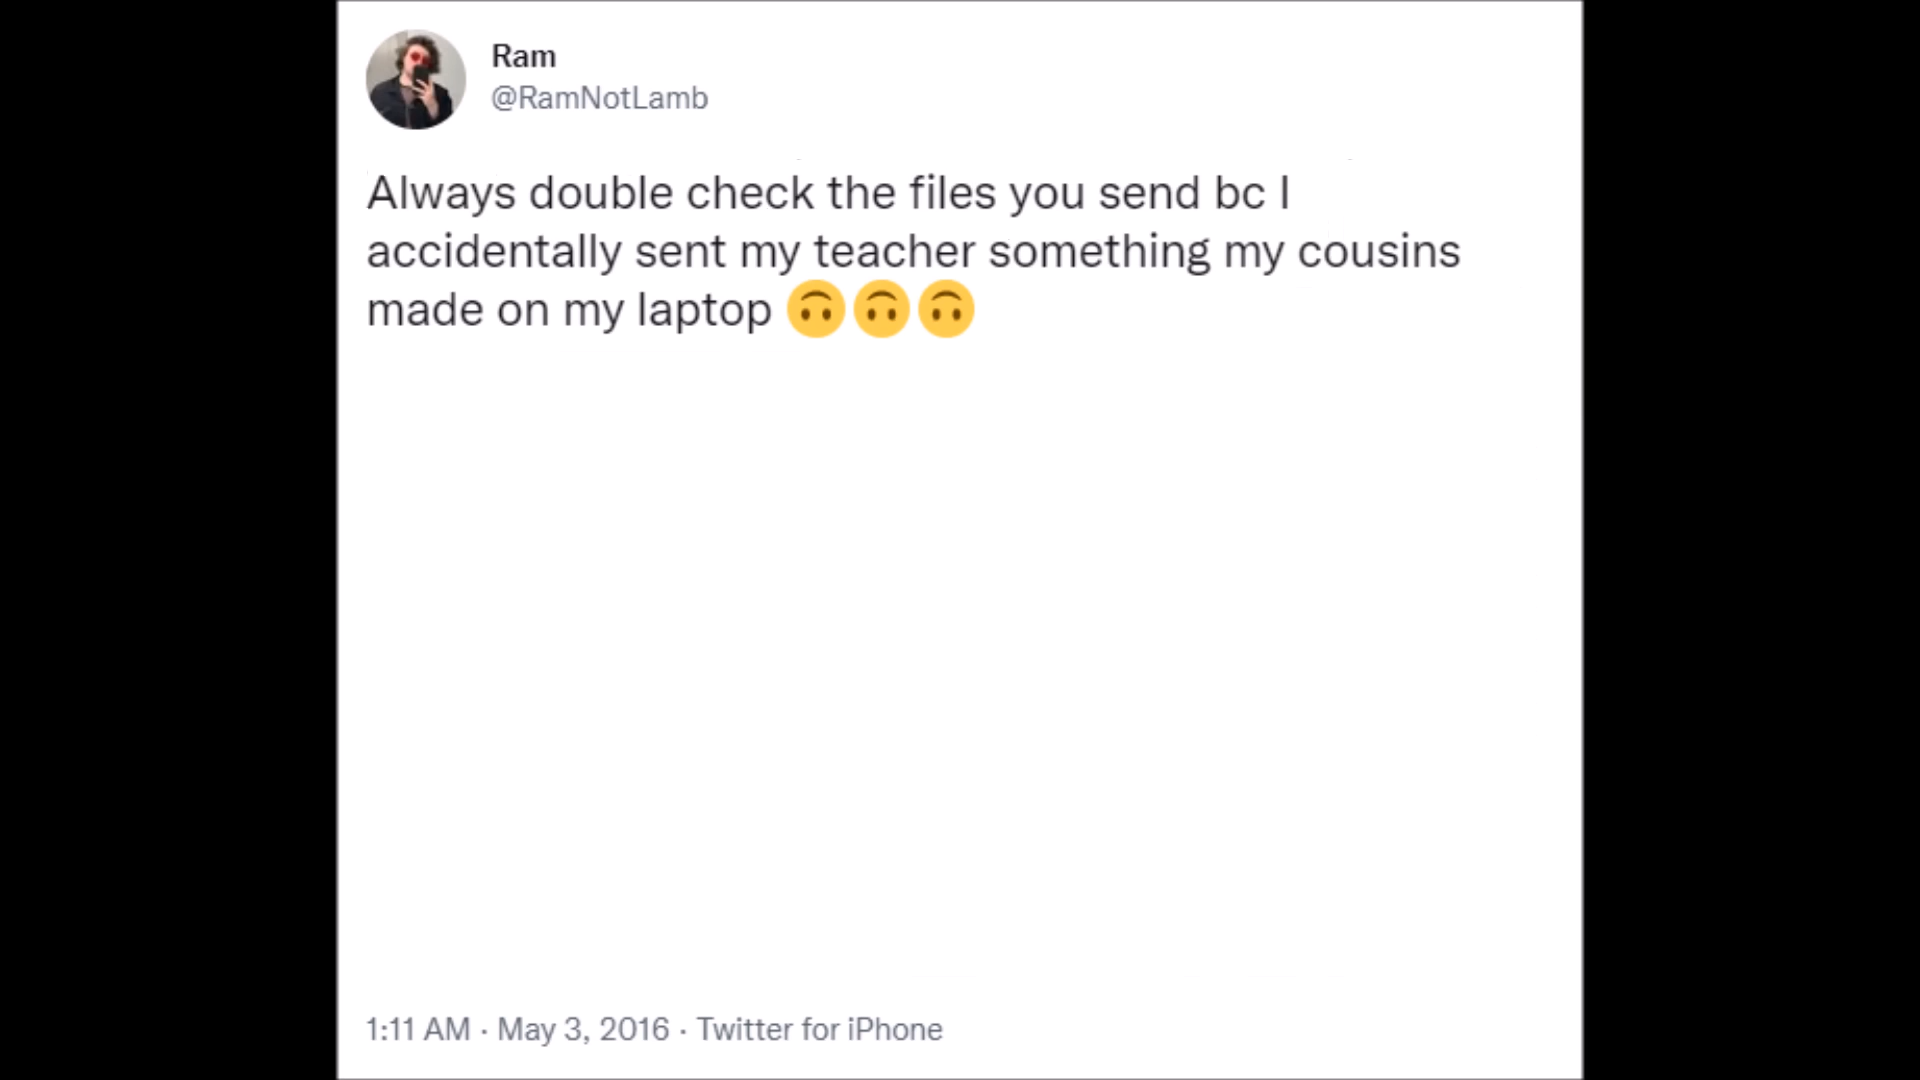 Ram
@RamNotLamb
Always double check the files you send bc I
accidentally sent my teacher something my cousins
made on my laptop 🙃🙃🙃
1:11 AM · May 3, 2016 · Twitter for iPhone